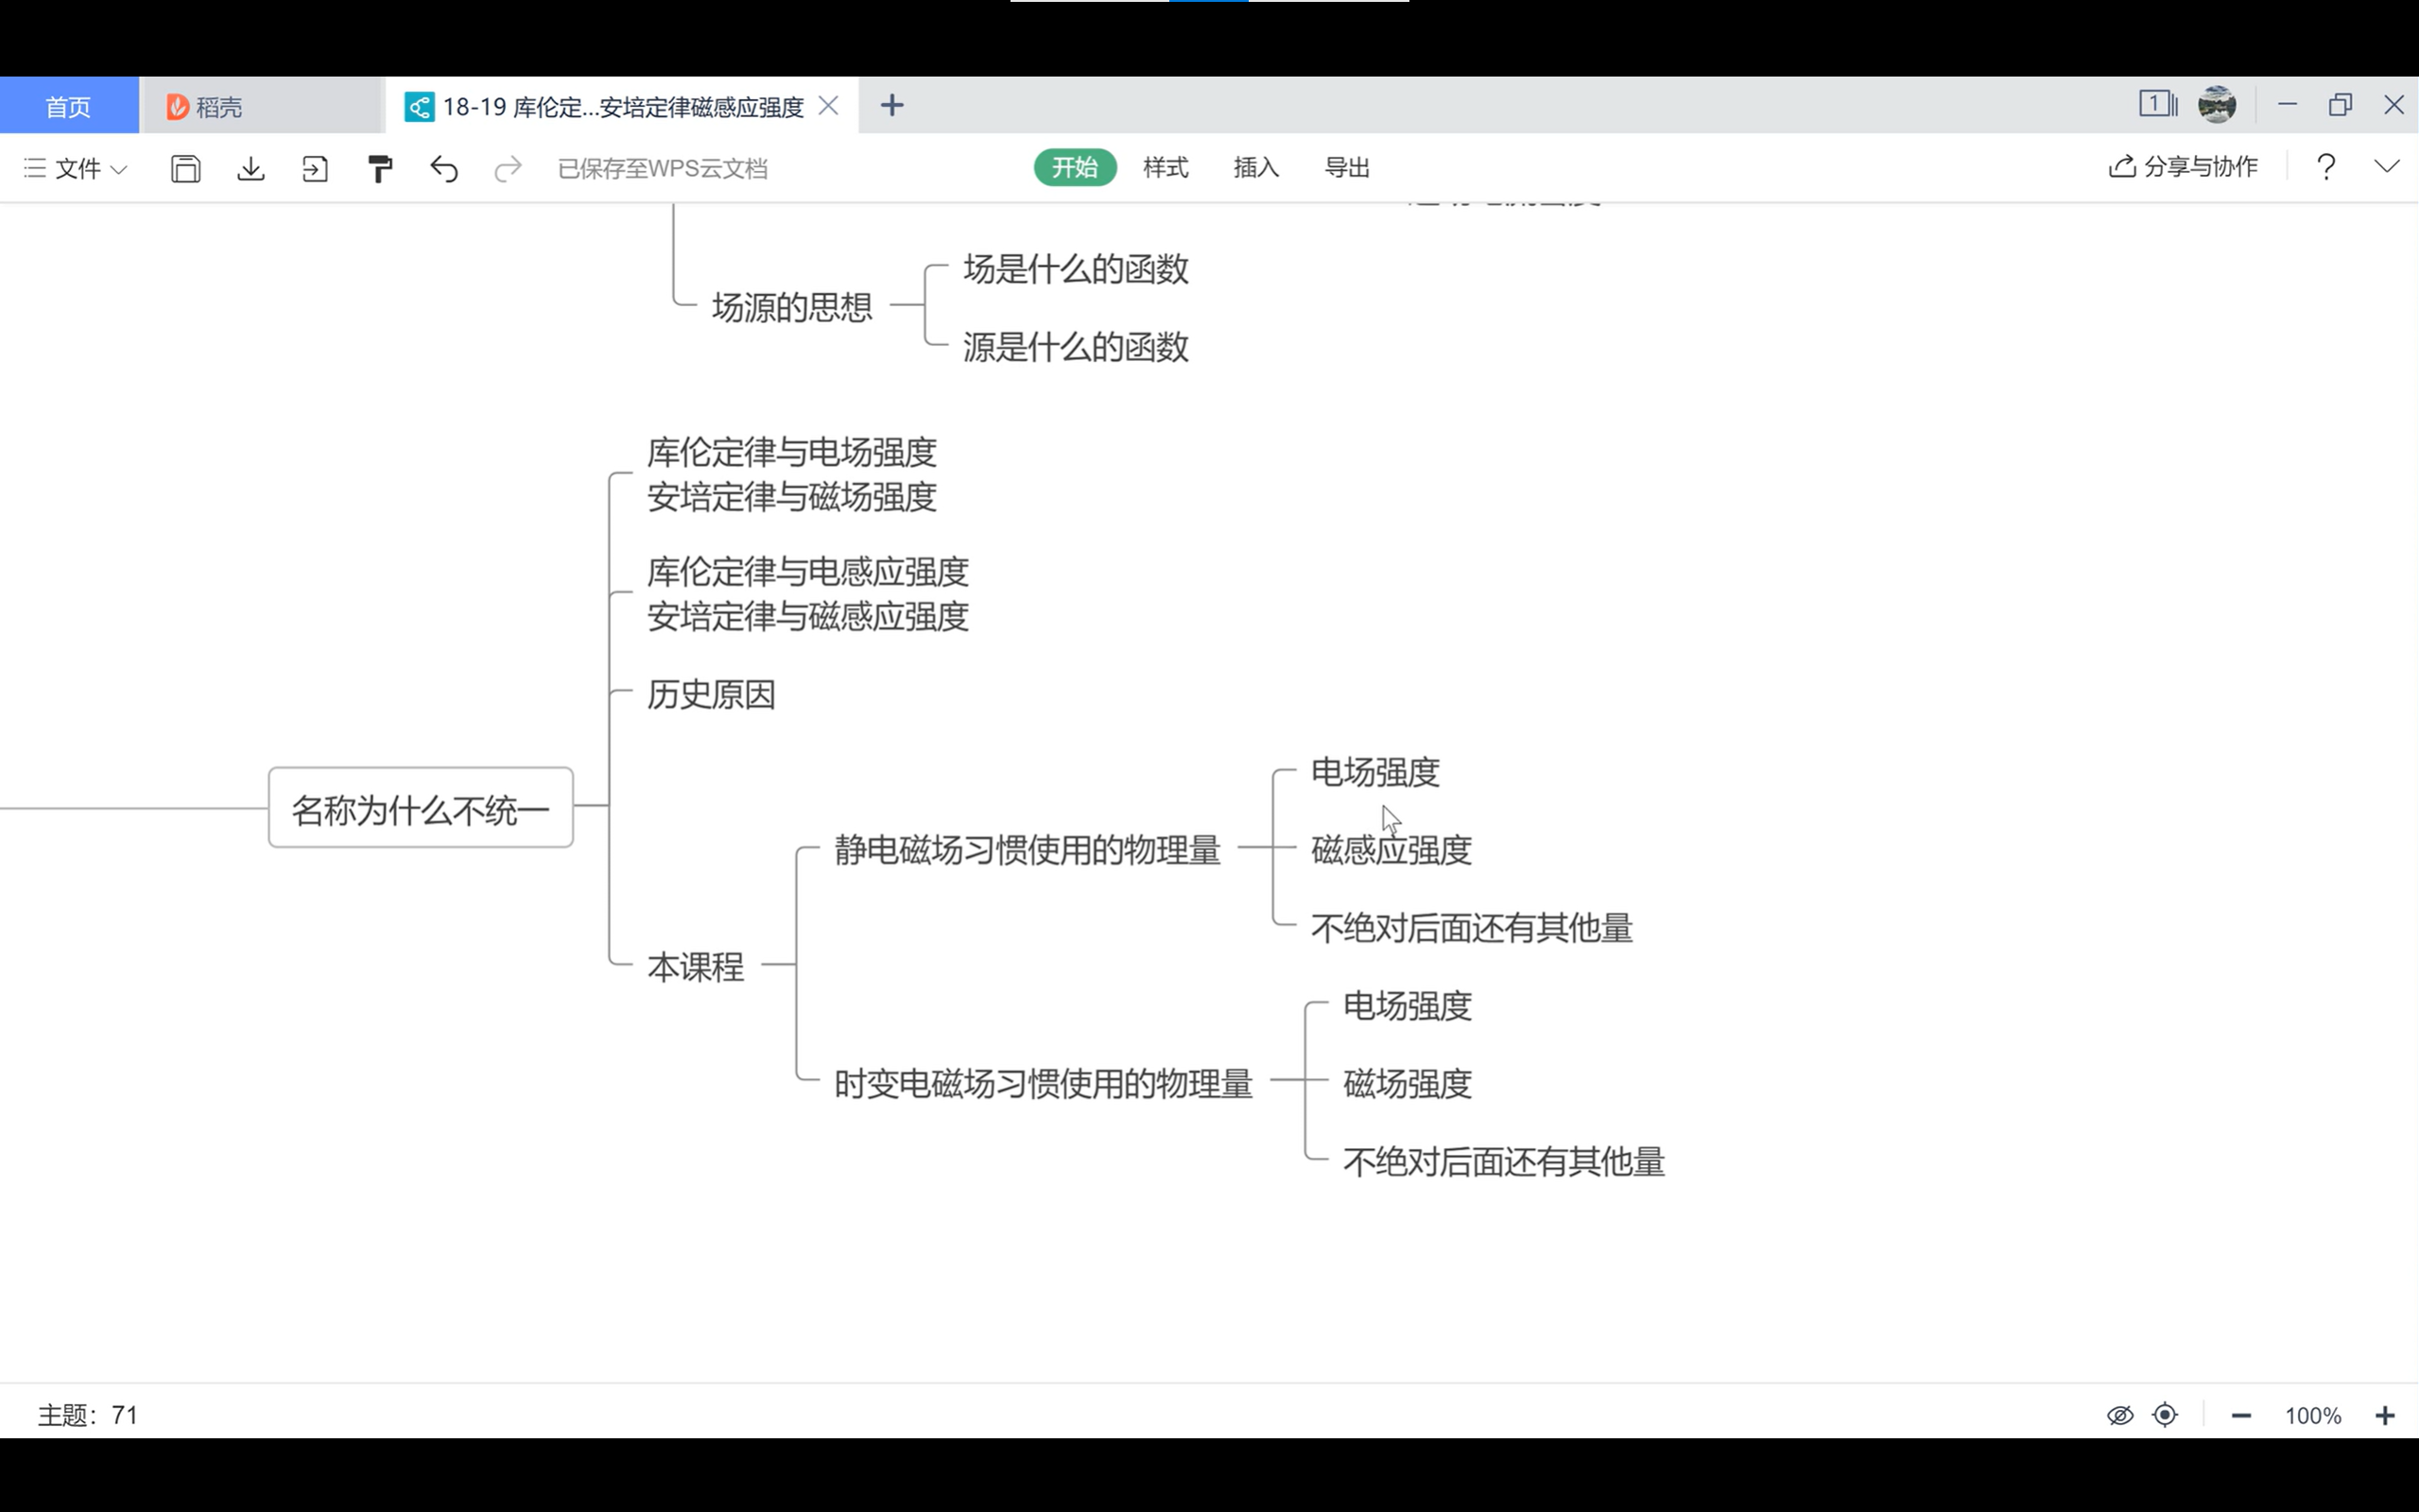 首页
稻壳
18-19 库伦定...安培定律磁感应强度
1
文件
已保存至WPS云文档
开始
样式
插入
导出
分享与协作
?
场源的思想
场是什么的函数
源是什么的函数
名称为什么不统一
库伦定律与电场强度
安培定律与磁场强度
库伦定律与电感应强度
安培定律与磁感应强度
历史原因
本课程
静电磁场习惯使用的物理量
电场强度
磁感应强度
不绝对后面还有其他量
时变电磁场习惯使用的物理量
电场强度
磁场强度
不绝对后面还有其他量
主题：71
100%